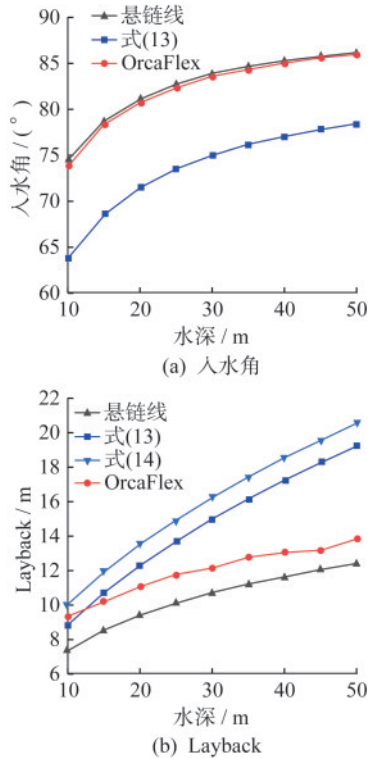 90
悬链线
式(13)
OrcaFlex
85
80
75
70
65
60
入水角 / ( ° )
10 20 30 40 50
水深 / m
(a) 入水角
22
悬链线
式(13)
式(14)
OrcaFlex
20
18
16
14
12
10
8
6
Layback / m
10 20 30 40 50
水深 / m
(b) Layback